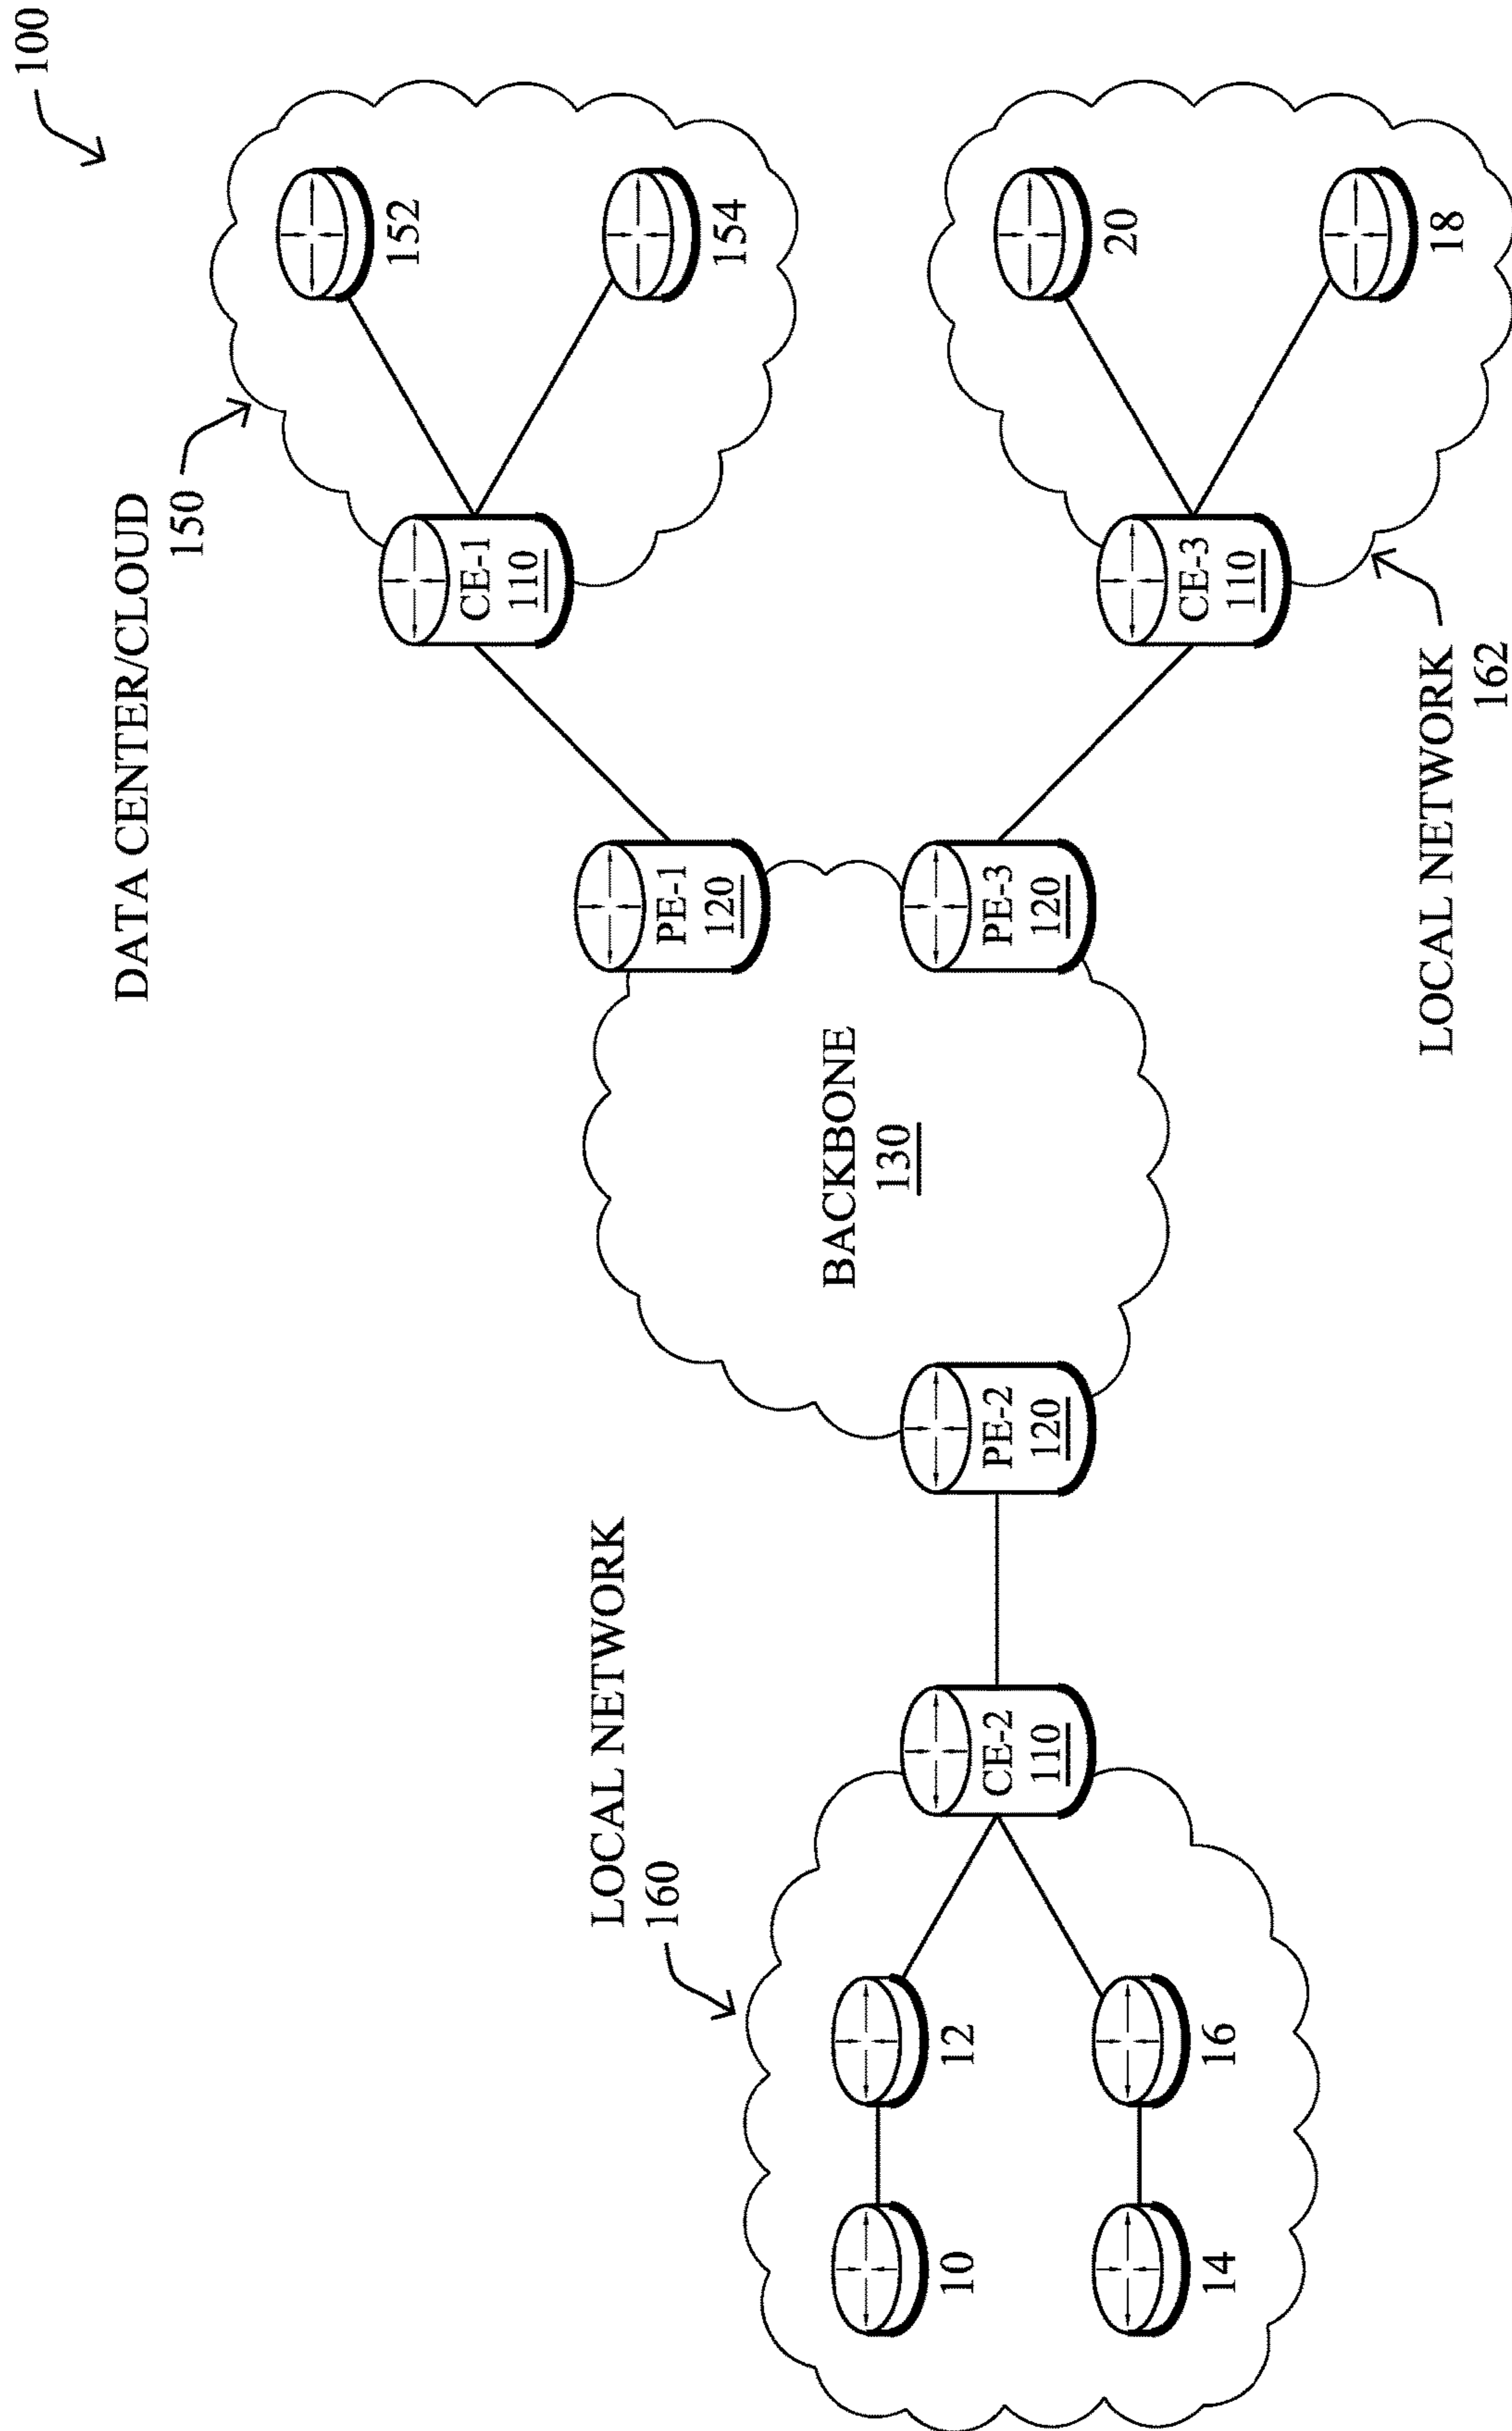 100
DATA CENTER/CLOUD
150
152
154
CE-1
110
PE-1
120
BACKBONE
130
PE-3
120
CE-3
110
20
18
LOCAL NETWORK
162
LOCAL NETWORK
160
PE-2
120
CE-2
110
12
10
16
14